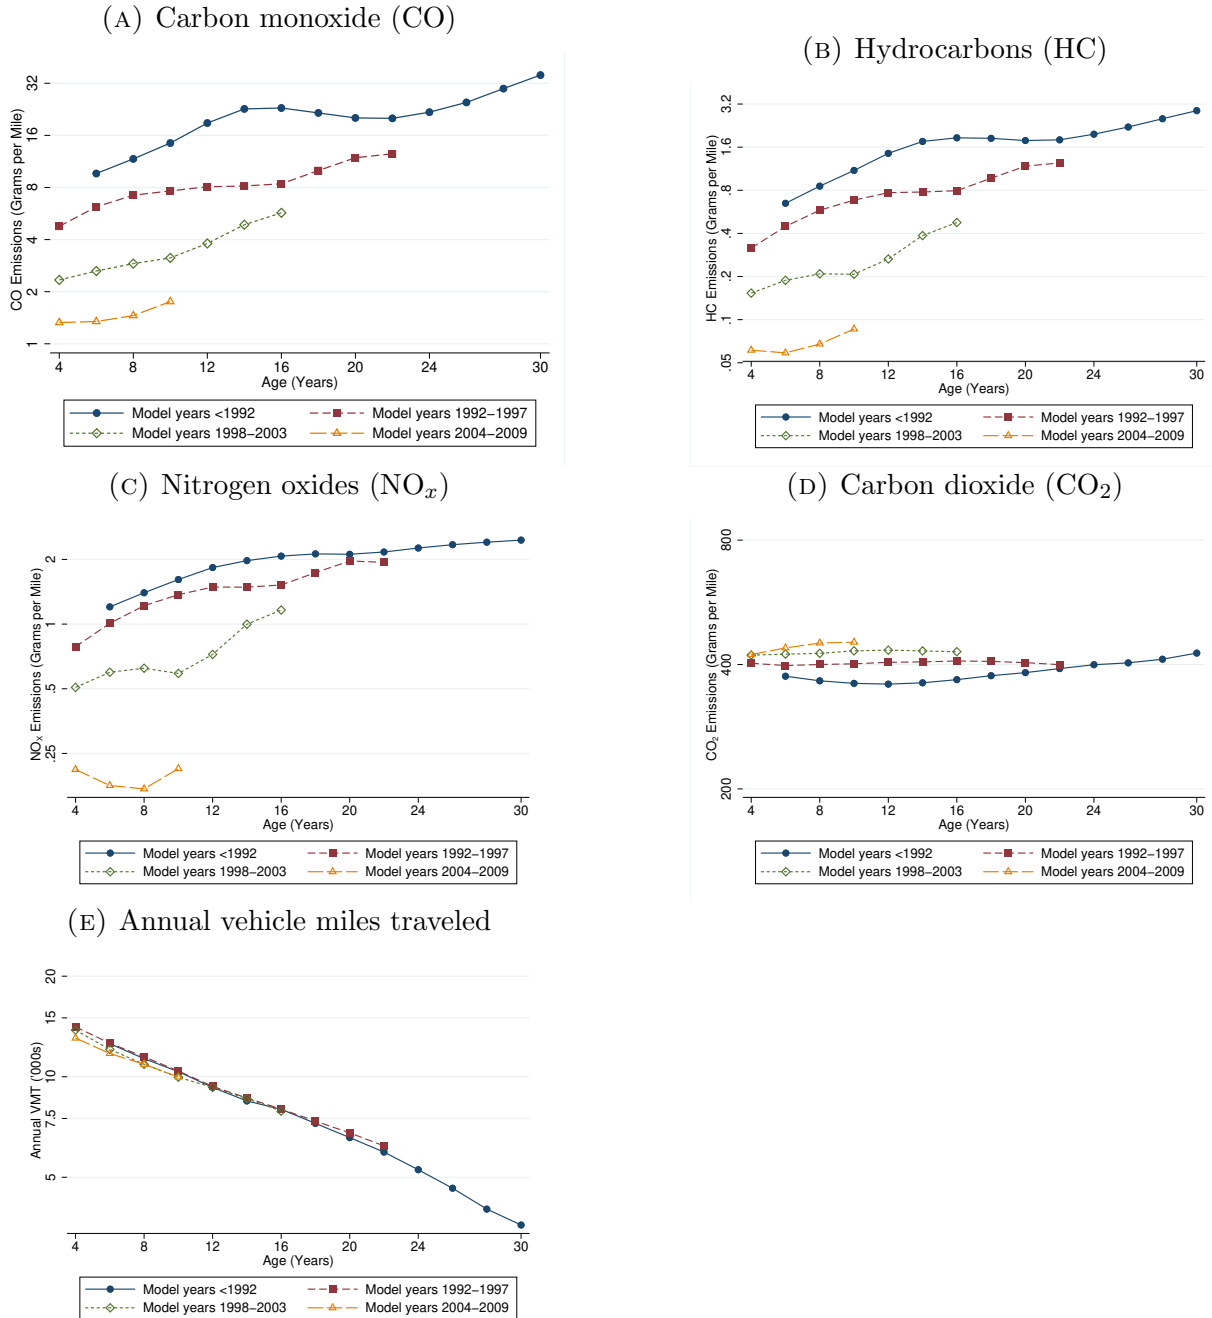 (A) Carbon monoxide (CO)
CO Emissions (Grams per Mile)
32
16
8
4
2
1
4 8 12 16 20 24 30
Age (Years)
Model years <1992 Model years 1992−1997
Model years 1998−2003 Model years 2004−2009
(B) Hydrocarbons (HC)
HC Emissions (Grams per Mile)
3.2
1.6
.8
.4
.2
.1
.05
4 8 12 16 20 24 30
Age (Years)
Model years <1992 Model years 1992−1997
Model years 1998−2003 Model years 2004−2009
(C) Nitrogen oxides (NOx)
NOx Emissions (Grams per Mile)
2
1
.5
.25
4 8 12 16 20 24 30
Age (Years)
Model years <1992 Model years 1992−1997
Model years 1998−2003 Model years 2004−2009
(D) Carbon dioxide (CO2)
CO2 Emissions (Grams per Mile)
800
400
200
4 8 12 16 20 24 30
Age (Years)
Model years <1992 Model years 1992−1997
Model years 1998−2003 Model years 2004−2009
(E) Annual vehicle miles traveled
Annual VMT ('000s)
20
15
10
7.5
5
4 8 12 16 20 24 30
Age (Years)
Model years <1992 Model years 1992−1997
Model years 1998−2003 Model years 2004−2009